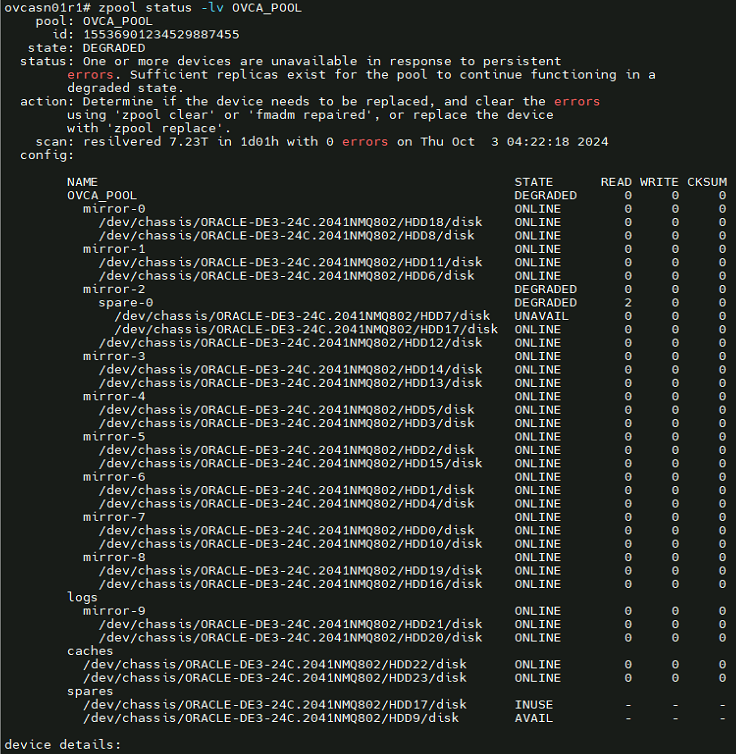 ovcasn01r1# zpool status -lv OVCA_POOL
pool: OVCA_POOL
id: 15536901234529887455
state: DEGRADED
status: One or more devices are unavailable in response to persistent
errors. Sufficient replicas exist for the pool to continue functioning in a
degraded state.
action: Determine if the device needs to be replaced, and clear the errors
using 'zpool clear' or 'fmadm repaired', or replace the device
with 'zpool replace'.
scan: resilvered 7.23T in 1d01h with 0 errors on Thu Oct  3 04:22:18 2024
config:
NAME STATE READ WRITE CKSUM
OVCA_POOL DEGRADED 0 0 0
mirror-0 ONLINE 0 0 0
/dev/chassis/ORACLE-DE3-24C.2041NMQ802/HDD18/disk ONLINE 0 0 0
/dev/chassis/ORACLE-DE3-24C.2041NMQ802/HDD8/disk ONLINE 0 0 0
mirror-1 ONLINE 0 0 0
/dev/chassis/ORACLE-DE3-24C.2041NMQ802/HDD11/disk ONLINE 0 0 0
/dev/chassis/ORACLE-DE3-24C.2041NMQ802/HDD6/disk ONLINE 0 0 0
mirror-2 DEGRADED 0 0 0
spare-0 DEGRADED 2 0 0
/dev/chassis/ORACLE-DE3-24C.2041NMQ802/HDD7/disk UNAVAIL 0 0 0
/dev/chassis/ORACLE-DE3-24C.2041NMQ802/HDD17/disk ONLINE 0 0 0
/dev/chassis/ORACLE-DE3-24C.2041NMQ802/HDD12/disk ONLINE 0 0 0
mirror-3 ONLINE 0 0 0
/dev/chassis/ORACLE-DE3-24C.2041NMQ802/HDD14/disk ONLINE 0 0 0
/dev/chassis/ORACLE-DE3-24C.2041NMQ802/HDD13/disk ONLINE 0 0 0
mirror-4 ONLINE 0 0 0
/dev/chassis/ORACLE-DE3-24C.2041NMQ802/HDD5/disk ONLINE 0 0 0
/dev/chassis/ORACLE-DE3-24C.2041NMQ802/HDD3/disk ONLINE 0 0 0
mirror-5 ONLINE 0 0 0
/dev/chassis/ORACLE-DE3-24C.2041NMQ802/HDD2/disk ONLINE 0 0 0
/dev/chassis/ORACLE-DE3-24C.2041NMQ802/HDD15/disk ONLINE 0 0 0
mirror-6 ONLINE 0 0 0
/dev/chassis/ORACLE-DE3-24C.2041NMQ802/HDD1/disk ONLINE 0 0 0
/dev/chassis/ORACLE-DE3-24C.2041NMQ802/HDD4/disk ONLINE 0 0 0
mirror-7 ONLINE 0 0 0
/dev/chassis/ORACLE-DE3-24C.2041NMQ802/HDD0/disk ONLINE 0 0 0
/dev/chassis/ORACLE-DE3-24C.2041NMQ802/HDD10/disk ONLINE 0 0 0
mirror-8 ONLINE 0 0 0
/dev/chassis/ORACLE-DE3-24C.2041NMQ802/HDD19/disk ONLINE 0 0 0
/dev/chassis/ORACLE-DE3-24C.2041NMQ802/HDD16/disk ONLINE 0 0 0
logs
mirror-9 ONLINE 0 0 0
/dev/chassis/ORACLE-DE3-24C.2041NMQ802/HDD21/disk ONLINE 0 0 0
/dev/chassis/ORACLE-DE3-24C.2041NMQ802/HDD20/disk ONLINE 0 0 0
caches
/dev/chassis/ORACLE-DE3-24C.2041NMQ802/HDD22/disk ONLINE 0 0 0
/dev/chassis/ORACLE-DE3-24C.2041NMQ802/HDD23/disk ONLINE 0 0 0
spares
/dev/chassis/ORACLE-DE3-24C.2041NMQ802/HDD17/disk INUSE - - -
/dev/chassis/ORACLE-DE3-24C.2041NMQ802/HDD9/disk AVAIL - - -
device details: